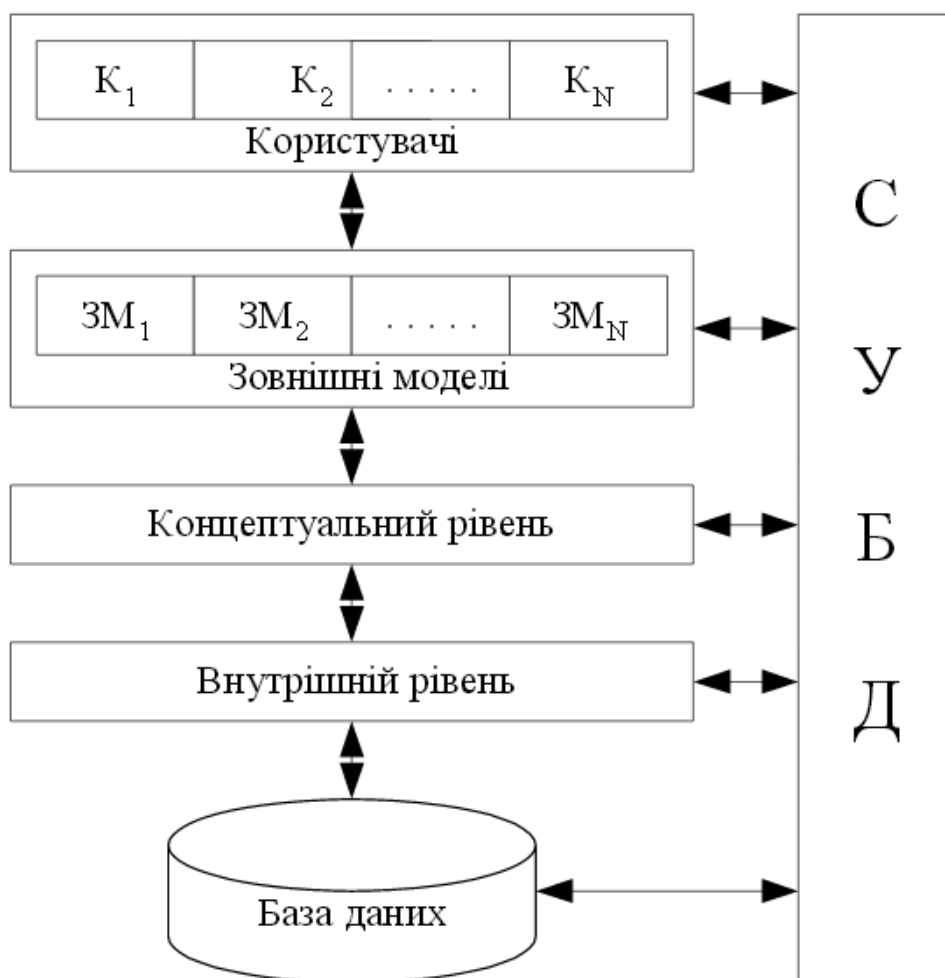 К1 К2 ..... КN
Користувачі
ЗМ1 ЗМ2 ..... ЗМN
Зовнішні моделі
Концептуальний рівень
Внутрішній рівень
База даних
С
У
Б
Д